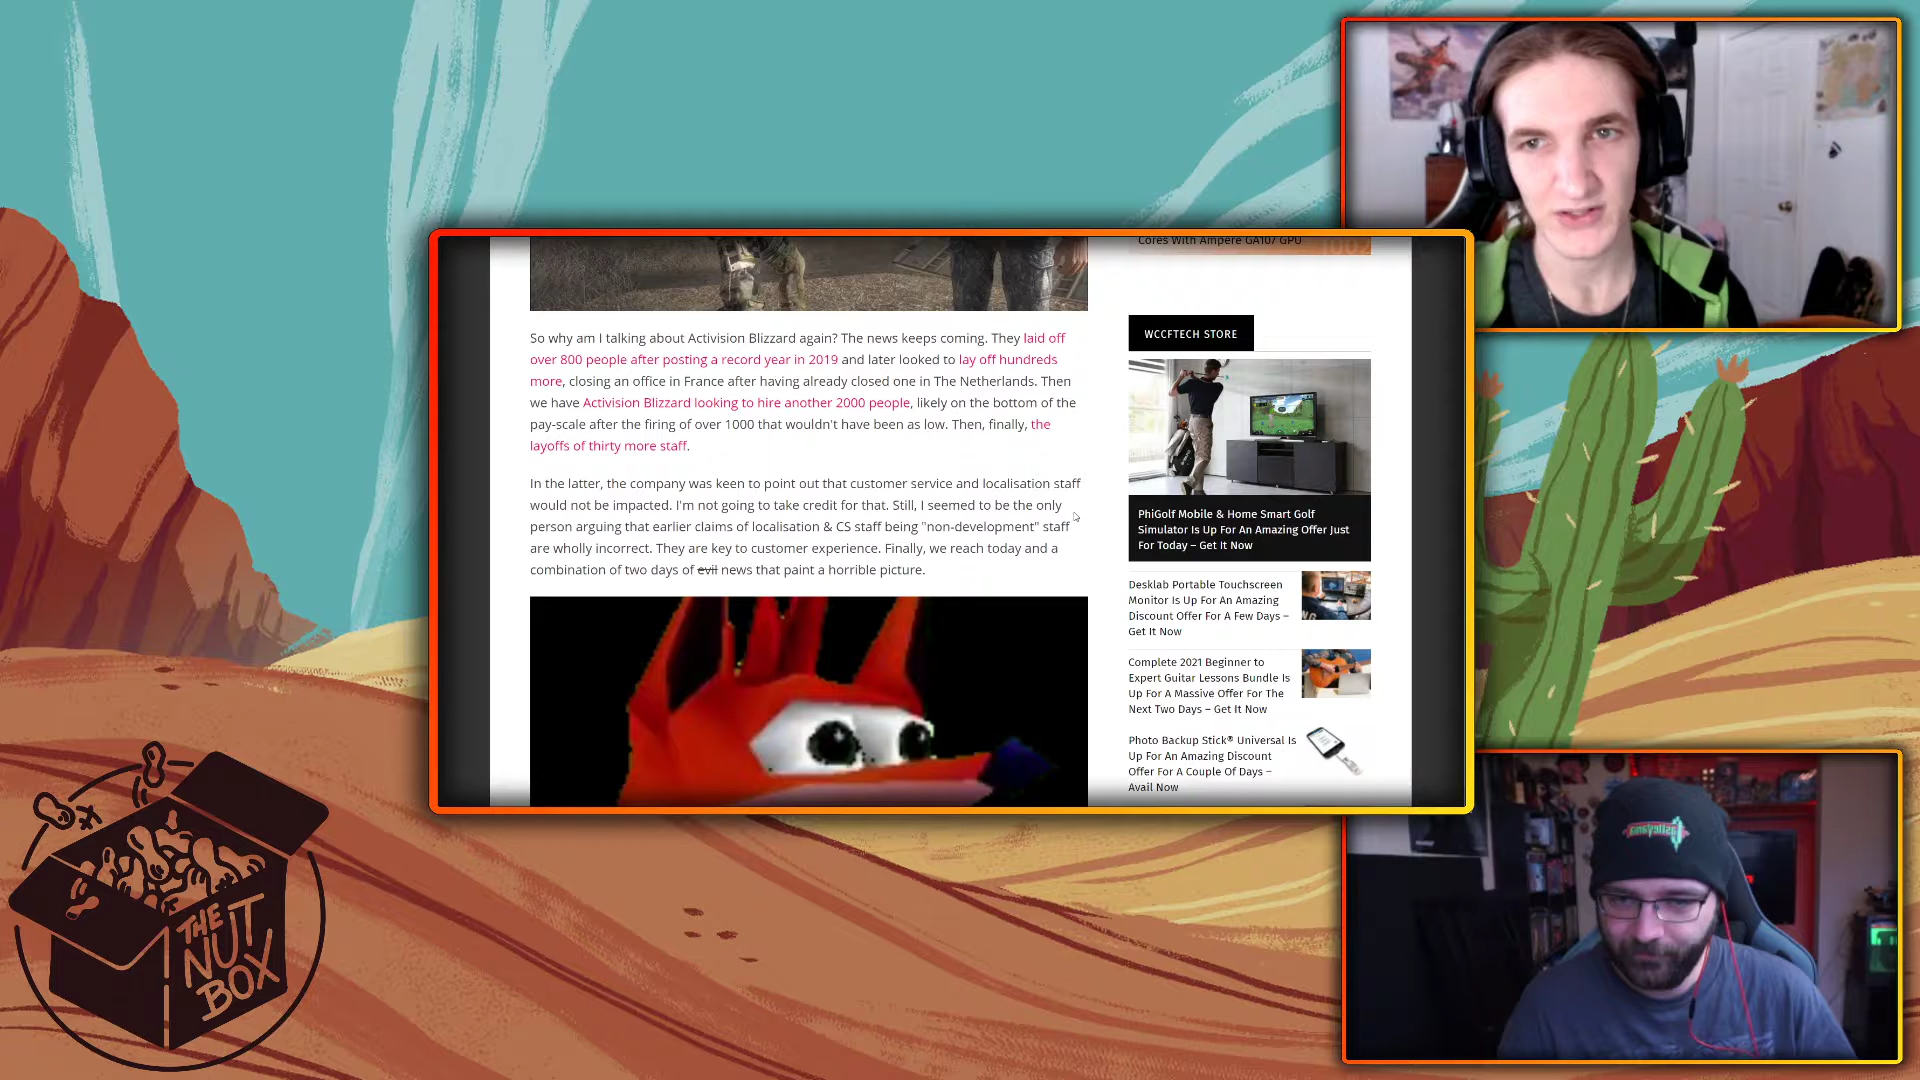 Cores With Ampere GA107 GPU
So why am I talking about Activision Blizzard again? The news keeps coming. They laid off
over 800 people after posting a record year in 2019 and later looked to lay off hundreds
more, closing an office in France after having already closed one in The Netherlands. Then
we have Activision Blizzard looking to hire another 2000 people, likely on the bottom of the
pay-scale after the firing of over 1000 that wouldn't have been as low. Then, finally, the
layoffs of thirty more staff.
In the latter, the company was keen to point out that customer service and localisation staff
would not be impacted. I'm not going to take credit for that. Still, I seemed to be the only
person arguing that earlier claims of localisation & CS staff being "non-development" staff
are wholly incorrect. They are key to customer experience. Finally, we reach today and a
combination of two days of evil news that paint a horrible picture.
WCCFTECH STORE
PhiGolf Mobile & Home Smart Golf
Simulator Is Up For An Amazing Offer Just
For Today – Get It Now
Desklab Portable Touchscreen
Monitor Is Up For An Amazing
Discount Offer For A Few Days –
Get It Now
Complete 2021 Beginner to
Expert Guitar Lessons Bundle Is
Up For A Massive Offer For The
Next Two Days – Get It Now
Photo Backup Stick® Universal Is
Up For An Amazing Discount
Offer For A Couple Of Days –
Avail Now
THE
NUT
BOX